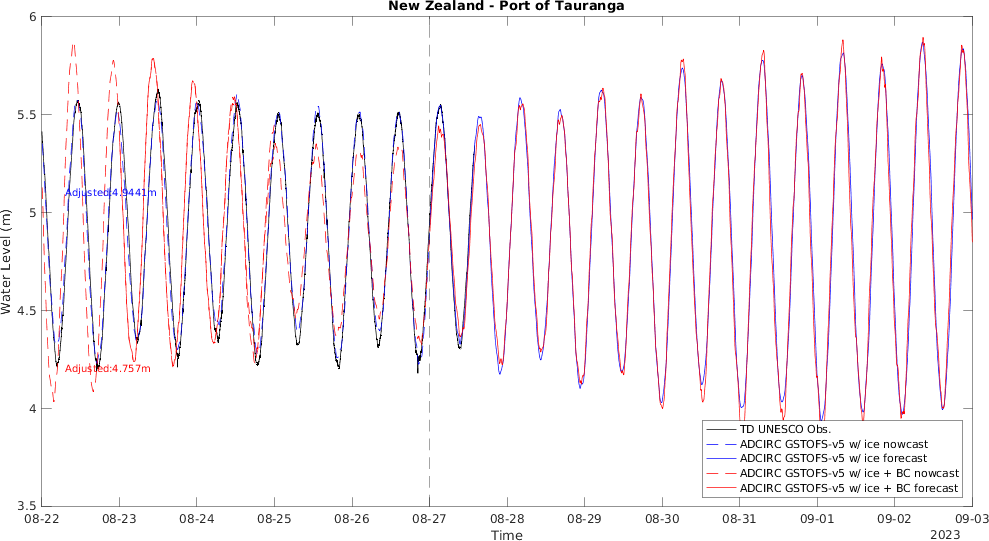 New Zealand - Port of Tauranga
6
5.5
5
4.5
4
3.5
Water Level (m)
Adjusted:4.9441m
Adjusted:4.757m
TD UNESCO Obs.
ADCIRC GSTOFS-v5 w/ ice nowcast
ADCIRC GSTOFS-v5 w/ ice forecast
ADCIRC GSTOFS-v5 w/ ice + BC nowcast
ADCIRC GSTOFS-v5 w/ ice + BC forecast
08-22 08-23 08-24 08-25 08-26 08-27 08-28 08-29 08-30 08-31 09-01 09-02 09-03
Time
2023